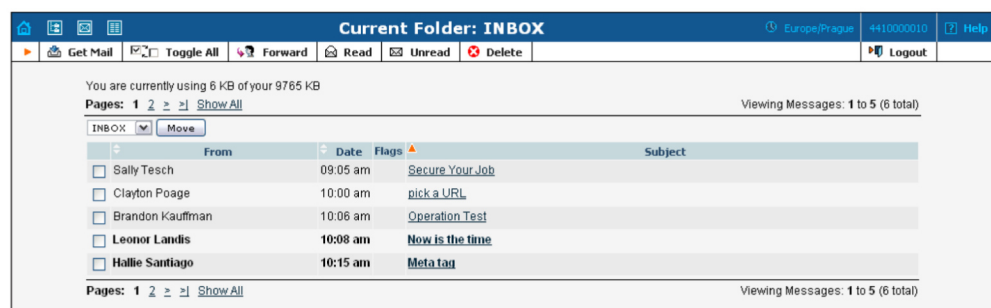 Current Folder: INBOX Europe/Prague 4410000010 Help
Get Mail Toggle All Forward Read Unread Delete Logout
You are currently using 6 KB of your 9765 KB
Pages: 1 2 > >| Show All Viewing Messages: 1 to 5 (6 total)
INBOX Move
From Date Flags Subject
Sally Tesch 09:05 am Secure Your Job
Clayton Poage 10:00 am pick a URL
Brandon Kauffman 10:06 am Operation Test
Leonor Landis 10:08 am Now is the time
Hallie Santiago 10:15 am Meta tag
Pages: 1 2 > >| Show All Viewing Messages: 1 to 5 (6 total)